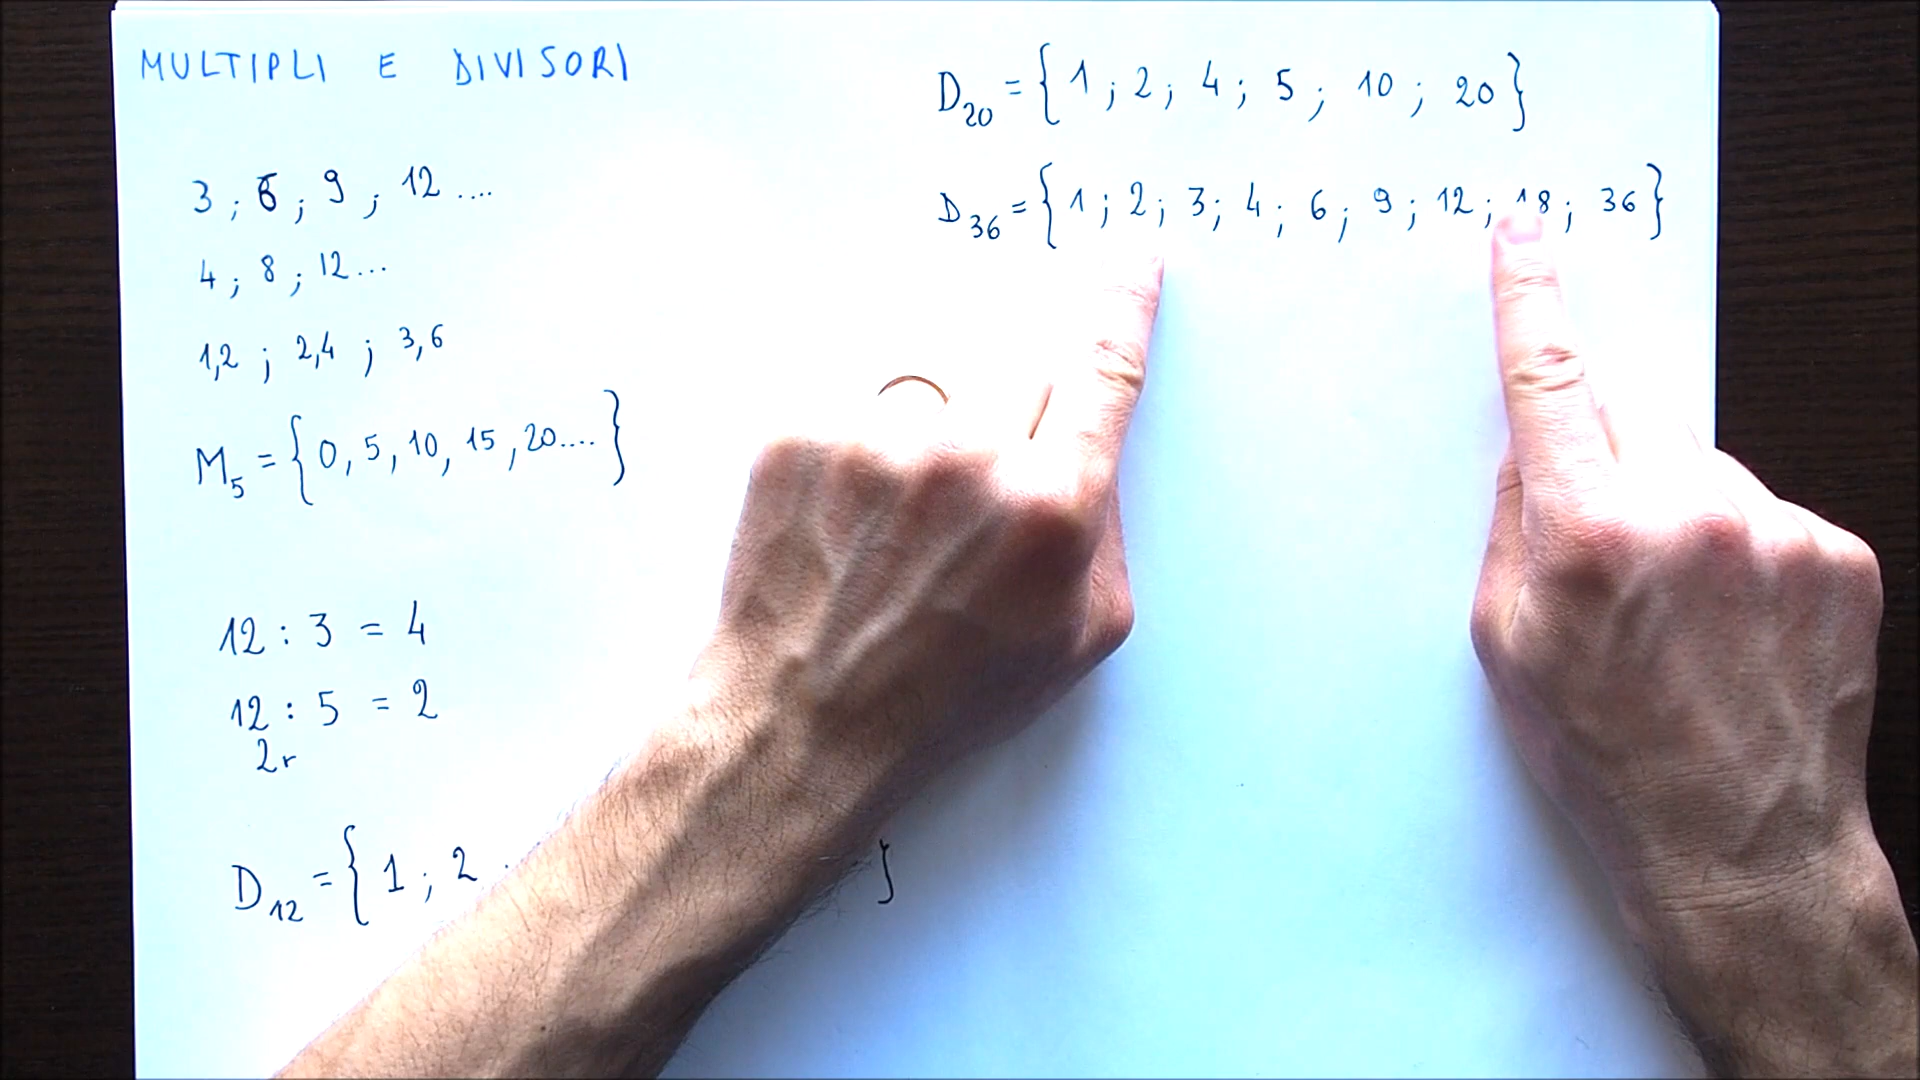 MULTIPLI E DIVISORI
3 ; 6 ; 9 ; 12 ....
4 ; 8 ; 12 ...
1,2 ; 2,4 ; 3,6
M5 = { 0, 5, 10, 15, 20.... }
12 : 3 = 4
12 : 5 = 2
2r
D12 = { 1 ; 2 }
D20 = { 1 ; 2 ; 4 ; 5 ; 10 ; 20 }
D36 = { 1 ; 2 ; 3 ; 4 ; 6 ; 9 ; 12 ; 18 ; 36 }